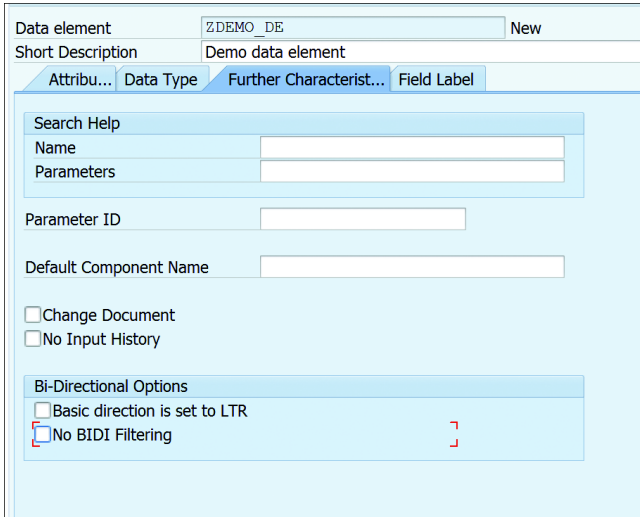 Data element ZDEMO_DE New
Short Description Demo data element
Attribu... Data Type Further Characterist... Field Label
Search Help
Name
Parameters
Parameter ID
Default Component Name
Change Document
No Input History
Bi-Directional Options
Basic direction is set to LTR
No BIDI Filtering